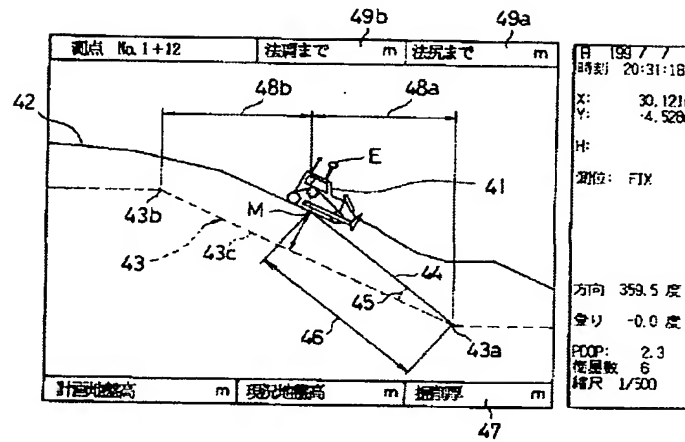 49b 49a
測点 No.1+12 法肩まで m 法尻まで m
48b 48a
42
E
41
M
43b
43 43c
44
45
46
43a
計画地盤高 m 現況地盤高 m 掘削厚 m
47
日 199 / /
時刻 20:31:18
X: 30.121
Y: -4.528
H:
測位: FIX
方向 359.5 度
登り -0.0 度
PDOP: 2.3
衛星数 6
縮尺 1/500